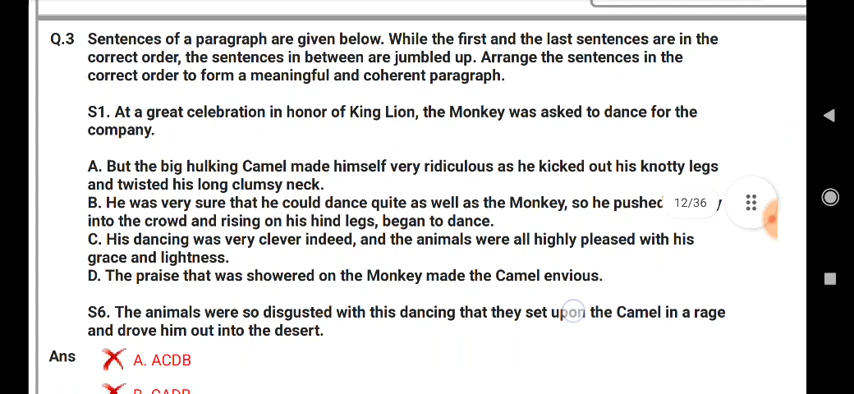 Q.3 Sentences of a paragraph are given below. While the first and the last sentences are in the
correct order, the sentences in between are jumbled up. Arrange the sentences in the
correct order to form a meaningful and coherent paragraph.
S1. At a great celebration in honor of King Lion, the Monkey was asked to dance for the
company.
A. But the big hulking Camel made himself very ridiculous as he kicked out his knotty legs
and twisted his long clumsy neck.
B. He was very sure that he could dance quite as well as the Monkey, so he pushed 12/36
into the crowd and rising on his hind legs, began to dance.
C. His dancing was very clever indeed, and the animals were all highly pleased with his
grace and lightness.
D. The praise that was showered on the Monkey made the Camel envious.
S6. The animals were so disgusted with this dancing that they set upon the Camel in a rage
and drove him out into the desert.
Ans A. ACDB